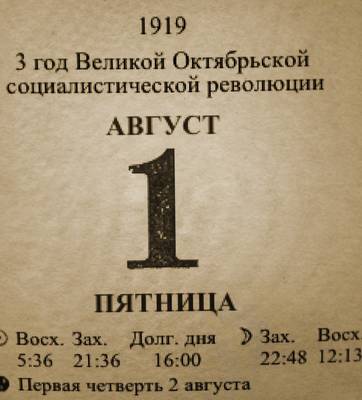 1919
3 год Великой Октябрьской
социалистической революции
АВГУСТ
1
ПЯТНИЦА
Восх. Зах. Долг. дня Зах. Восх.
5:36 21:36 16:00 22:48 12:13
Первая четверть 2 августа